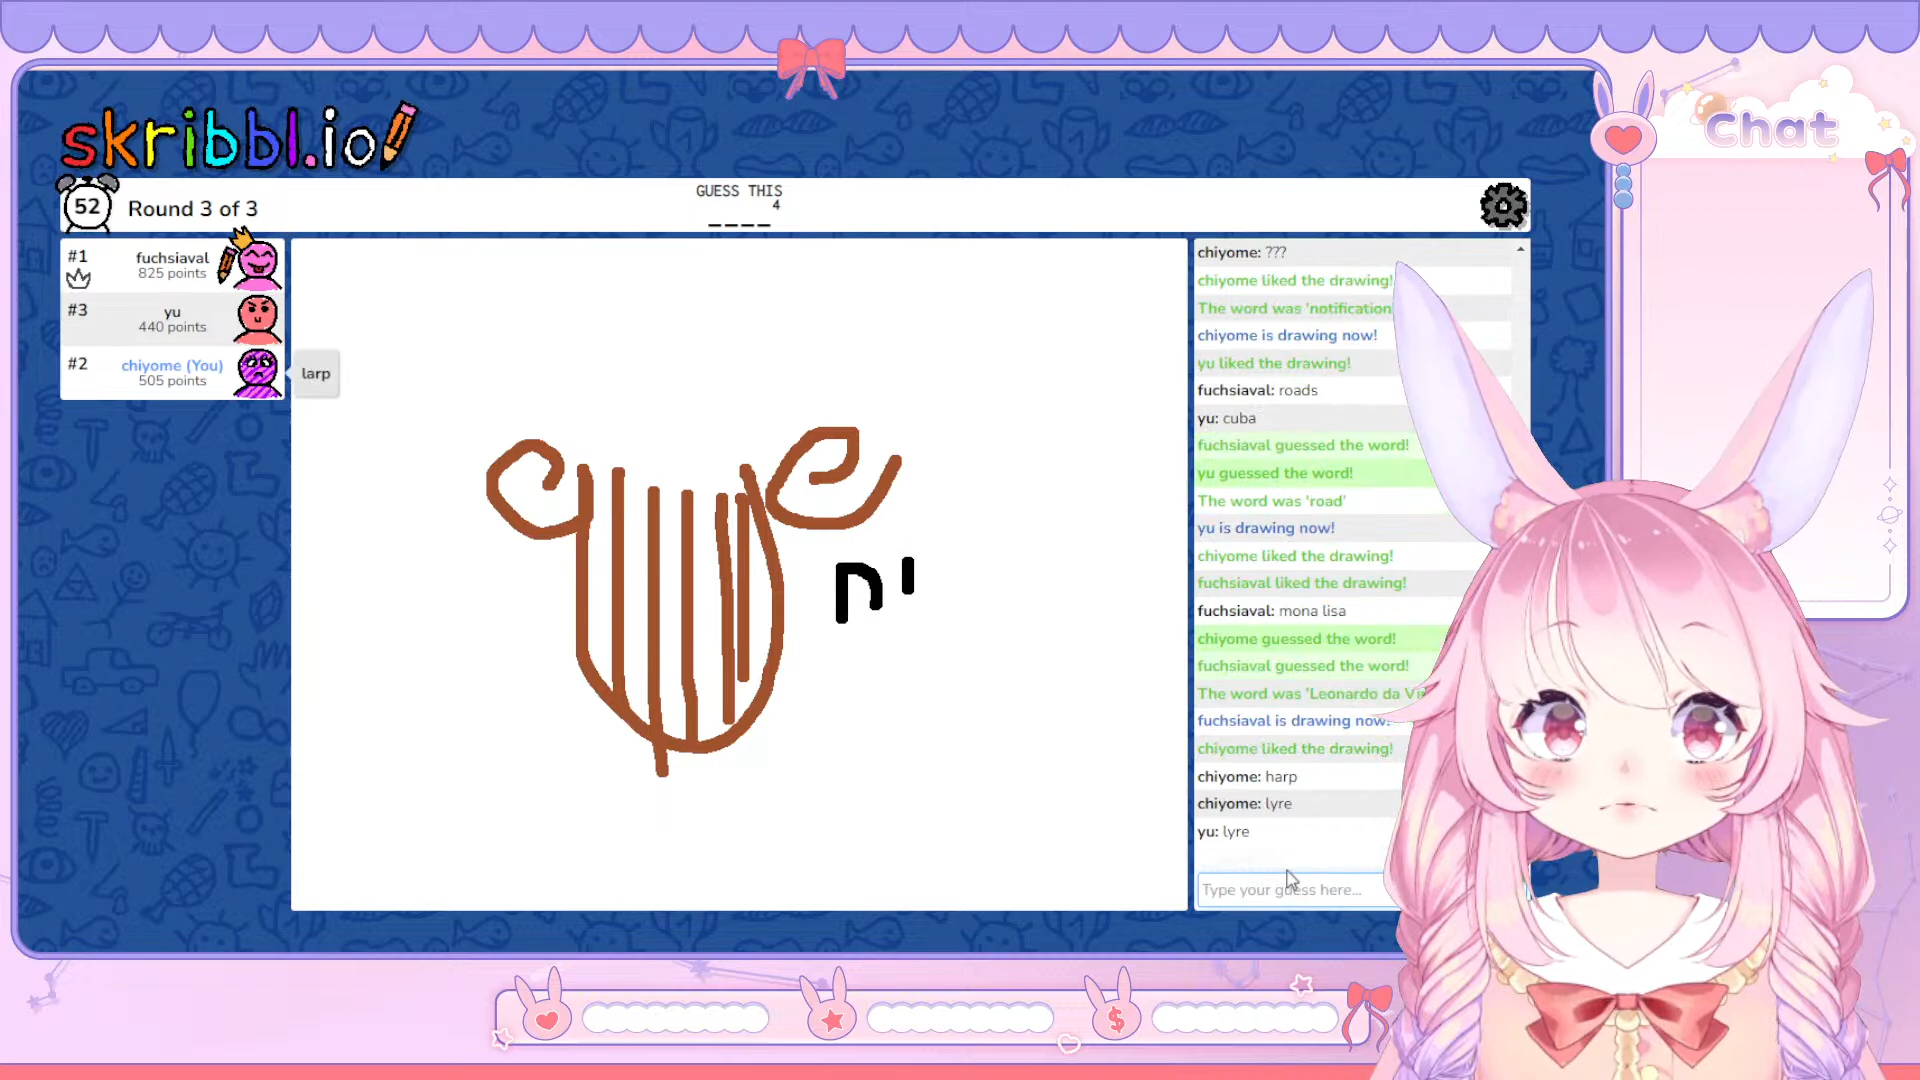 Chat
skribbl.io
52
Round 3 of 3
GUESS THIS
4
____
#1
fuchsiaval
825 points
#3
yu
440 points
#2
chiyome (You)
505 points
larp
chiyome: ???
chiyome liked the drawing!
The word was 'notification
chiyome is drawing now!
yu liked the drawing!
fuchsiaval: roads
yu: cuba
fuchsiaval guessed the word!
yu guessed the word!
The word was 'road'
yu is drawing now!
chiyome liked the drawing!
fuchsiaval liked the drawing!
fuchsiaval: mona lisa
chiyome guessed the word!
fuchsiaval guessed the word!
The word was 'Leonardo da Vin
fuchsiaval is drawing now!
chiyome liked the drawing!
chiyome: harp
chiyome: lyre
yu: lyre
Type your guess here...